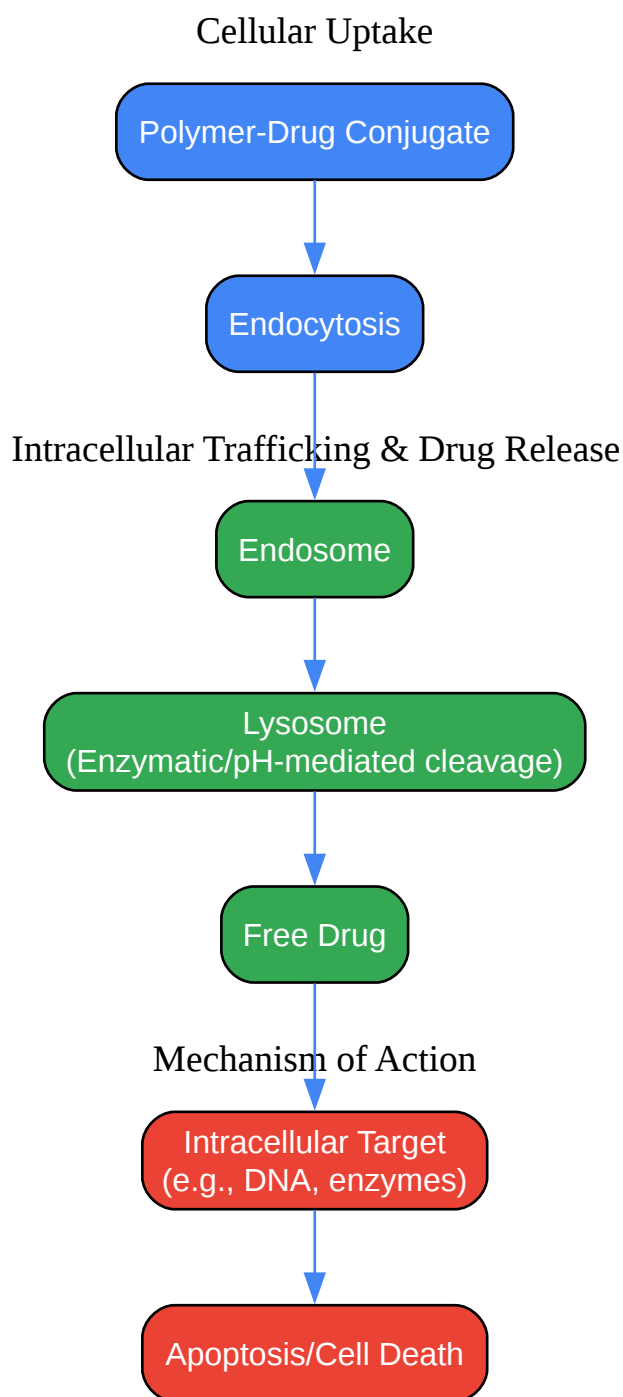 Cellular Uptake
Polymer-Drug Conjugate
Endocytosis
Intracellular Trafficking & Drug Release
Endosome
Lysosome
(Enzymatic/pH-mediated cleavage)
Free Drug
Mechanism of Action
Intracellular Target
(e.g., DNA, enzymes)
Apoptosis/Cell Death